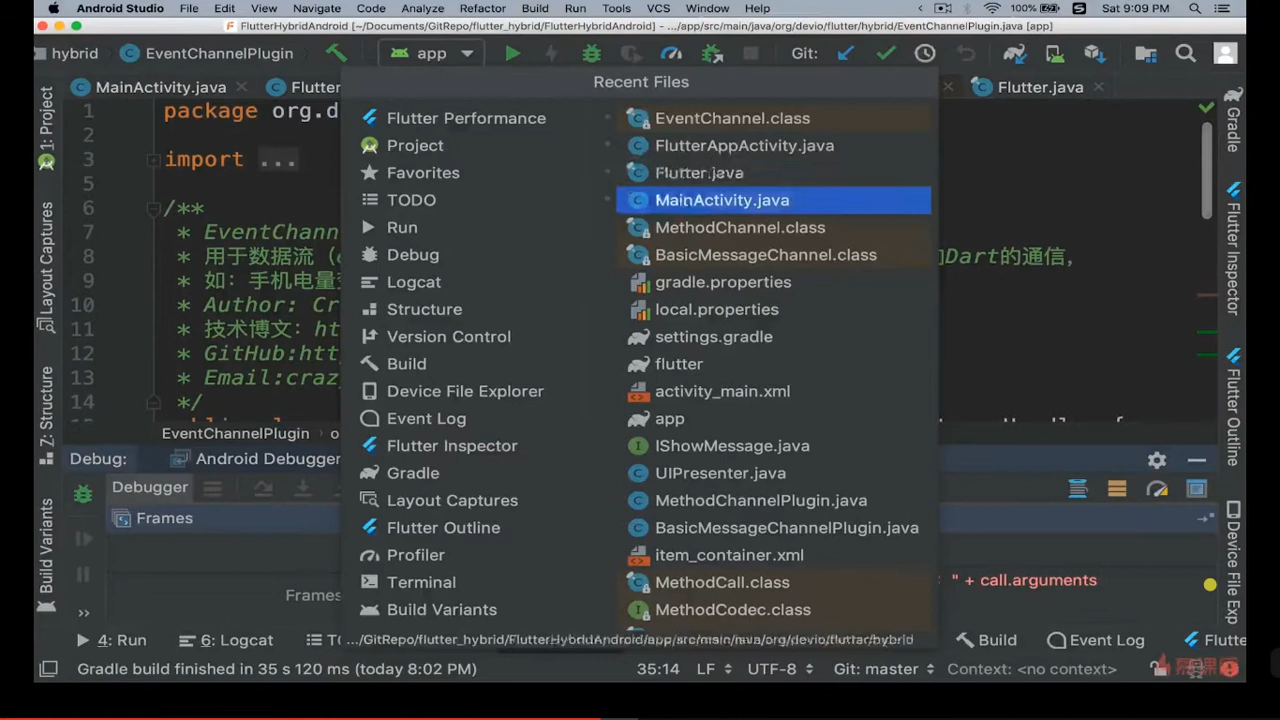 Android Studio File Edit View Navigate Code Analyze Refactor Build Run Tools VCS Window Help 100% Sat 9:09 PM
FlutterHybridAndroid [~/Documents/GitRepo/flutter_hybrid/FlutterHybridAndroid] - .../app/src/main/java/org/devio/flutter/hybrid/EventChannelPlugin.java [app]
hybrid EventChannelPlugin app Git:
MainActivity.java Flutter Flutter.java
Recent Files
1: Project
Layout Captures
Z: Structure
Build Variants
1 package org.d
2
3 import ...
5
6 /**
7 * EventChann
8 * 用于数据流（ Dart的通信，
9 * 如：手机电量
10 * Author: Cr
11 * 技术博文：ht
12 * GitHub:htt
13 * Email:craz
14 */
EventChannelPlugin
Flutter Performance
Project
Favorites
TODO
Run
Debug
Logcat
Structure
Version Control
Build
Device File Explorer
Event Log
Flutter Inspector
Gradle
Layout Captures
Flutter Outline
Profiler
Terminal
Build Variants
EventChannel.class
FlutterAppActivity.java
Flutter.java
MainActivity.java
MethodChannel.class
BasicMessageChannel.class
gradle.properties
local.properties
settings.gradle
flutter
activity_main.xml
app
IShowMessage.java
UIPresenter.java
MethodChannelPlugin.java
BasicMessageChannelPlugin.java
item_container.xml
MethodCall.class
MethodCodec.class
.../GitRepo/flutter_hybrid/FlutterHybridAndroid/app/src/main/java/org/devio/flutter/hybrid
Gradle
Flutter Inspector
Flutter Outline
Device File Exp
Debug: Android Debugger
Debugger
Frames
Frames
" + call.arguments
4: Run 6: Logcat TO Build Event Log Flutte
Gradle build finished in 35 s 120 ms (today 8:02 PM) 35:14 LF UTF-8 Git: master Context: <no context>